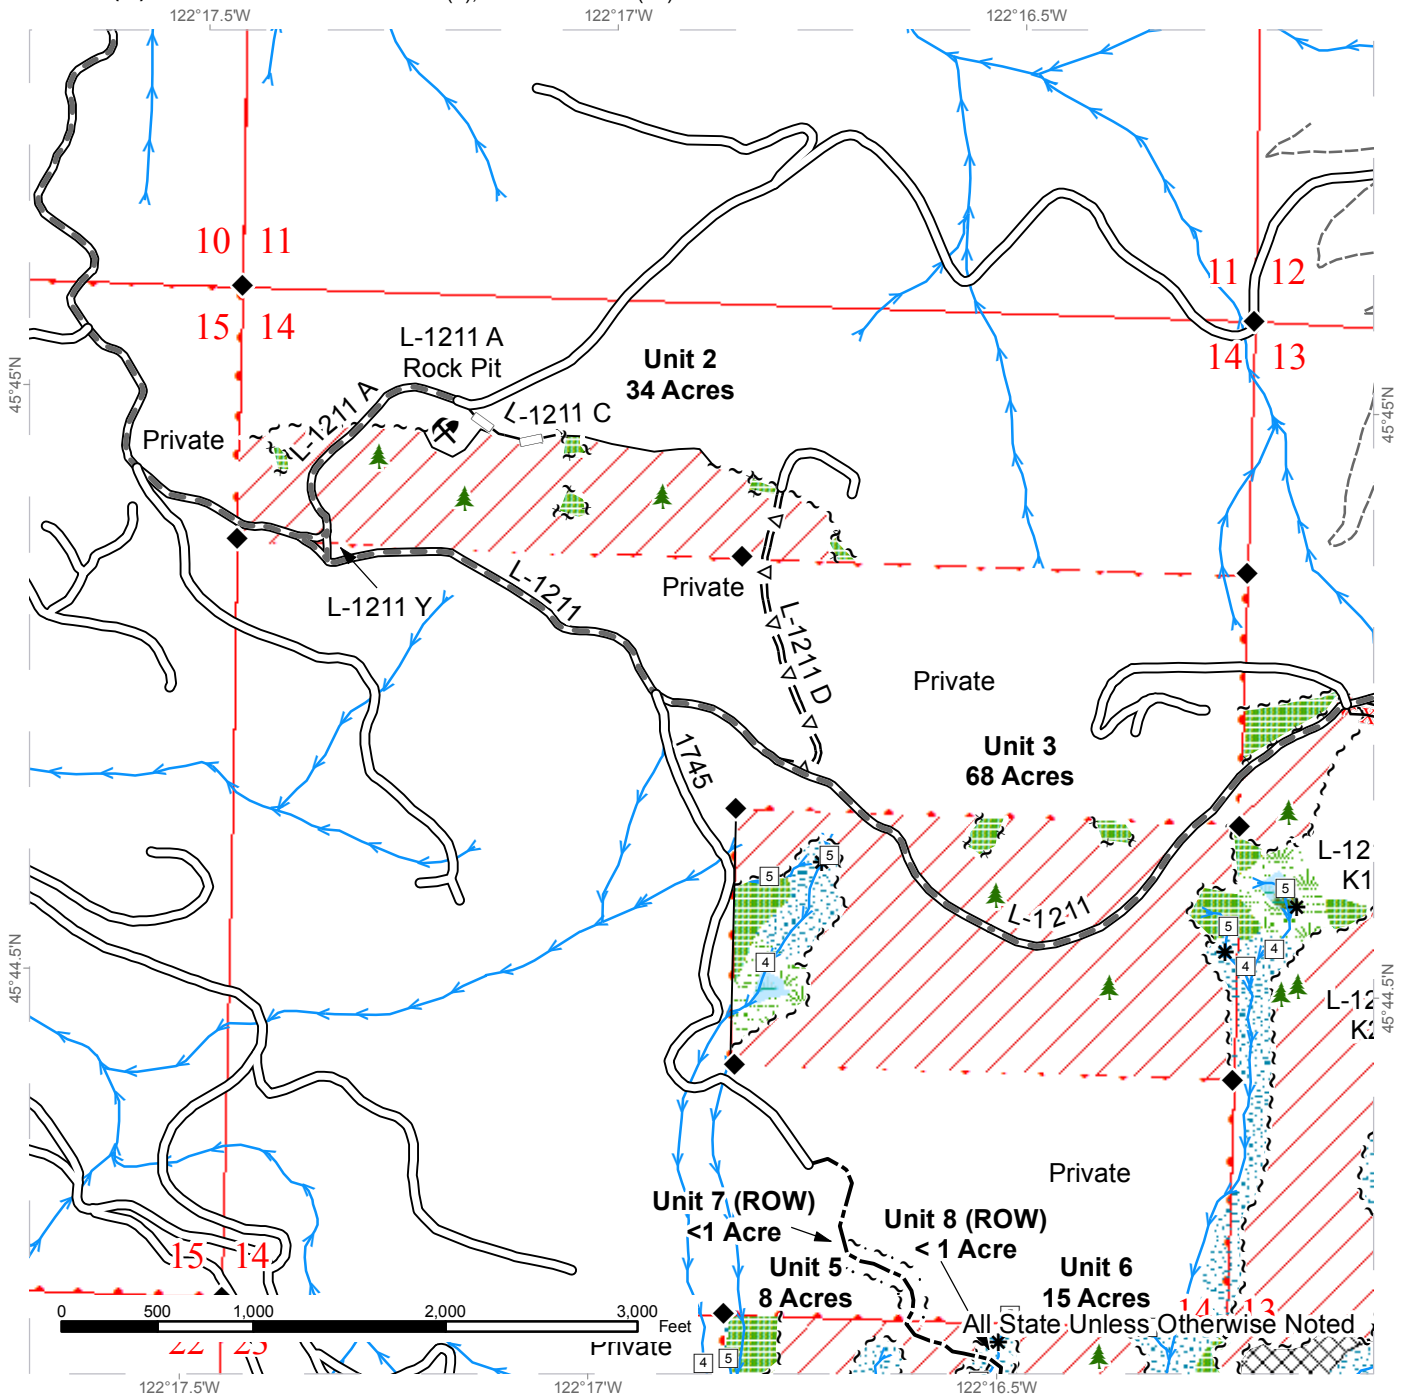 122°17.5'W
122°17'W
122°16.5'W
10 11
11 12
15 14
14 13
L-1211 A
Rock Pit
Unit 2
34 Acres
45°45'N
45°45'N
L-1211 A
L-1211 C
Private
L-1211 Y
L-1211
Private
L-1211 D
Private
1745
Unit 3
68 Acres
L-12
K1
5
5
5
5
L-1211
4
4
4
45°44.5'N
45°44.5'N
L-12
Private
Unit 7 (ROW)
<1 Acre
Unit 8 (ROW)
< 1 Acre
15 14
Unit 5
8 Acres
Unit 6
15 Acres
14 13
0 500 1,000 2,000 3,000
Feet
All State Unless Otherwise Noted
22 23
Private
4 5
122°17.5'W
122°17'W
122°16.5'W